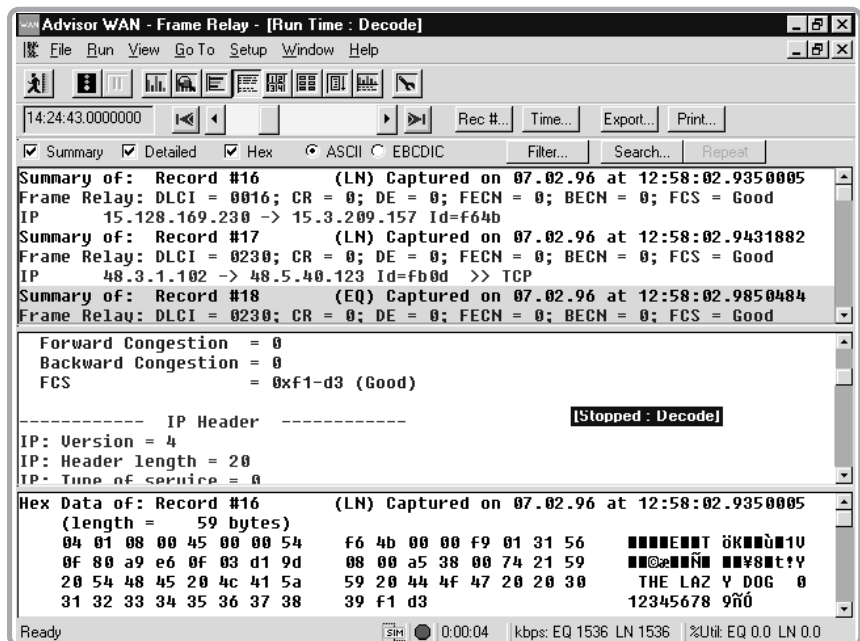 Advisor WAN - Frame Relay - [Run Time : Decode]
File Run View Go To Setup Window Help
14:24:43.0000000 Rec #... Time... Export... Print...
Summary Detailed Hex ASCII EBCDIC Filter... Search... Repeat
Summary of: Record #16 (LN) Captured on 07.02.96 at 12:58:02.9350005
Frame Relay: DLCI = 0016; CR = 0; DE = 0; FECN = 0; BECN = 0; FCS = Good
IP 15.128.169.230 -> 15.3.209.157 Id=f64b
Summary of: Record #17 (LN) Captured on 07.02.96 at 12:58:02.9431882
Frame Relay: DLCI = 0230; CR = 0; DE = 0; FECN = 0; BECN = 0; FCS = Good
IP 48.3.1.102 -> 48.5.40.123 Id=fb0d >> TCP
Summary of: Record #18 (EQ) Captured on 07.02.96 at 12:58:02.9850484
Frame Relay: DLCI = 0230; CR = 0; DE = 0; FECN = 0; BECN = 0; FCS = Good
Forward Congestion = 0
Backward Congestion = 0
FCS = 0xf1-d3 (Good)
------------ IP Header ------------
[Stopped : Decode]
IP: Version = 4
IP: Header length = 20
IP: Type of service = 0
Hex Data of: Record #16 (LN) Captured on 07.02.96 at 12:58:02.9350005
(length = 59 bytes)
04 01 08 00 45 00 00 54 f6 4b 00 00 f9 01 31 56 ■■■■E■■T öK■■ù■1V
0f 80 a9 e6 0f 03 d1 9d 08 00 a5 38 00 74 21 59 ■■©æ■■Ñ■ ■■¥8■t!Y
20 54 48 45 20 4c 41 5a 59 20 44 4f 47 20 20 30 THE LAZ Y DOG 0
31 32 33 34 35 36 37 38 39 f1 d3 12345678 9ñÓ
Ready SIM 0:00:04 kbps: EQ 1536 LN 1536 %Util: EQ 0.0 LN 0.0